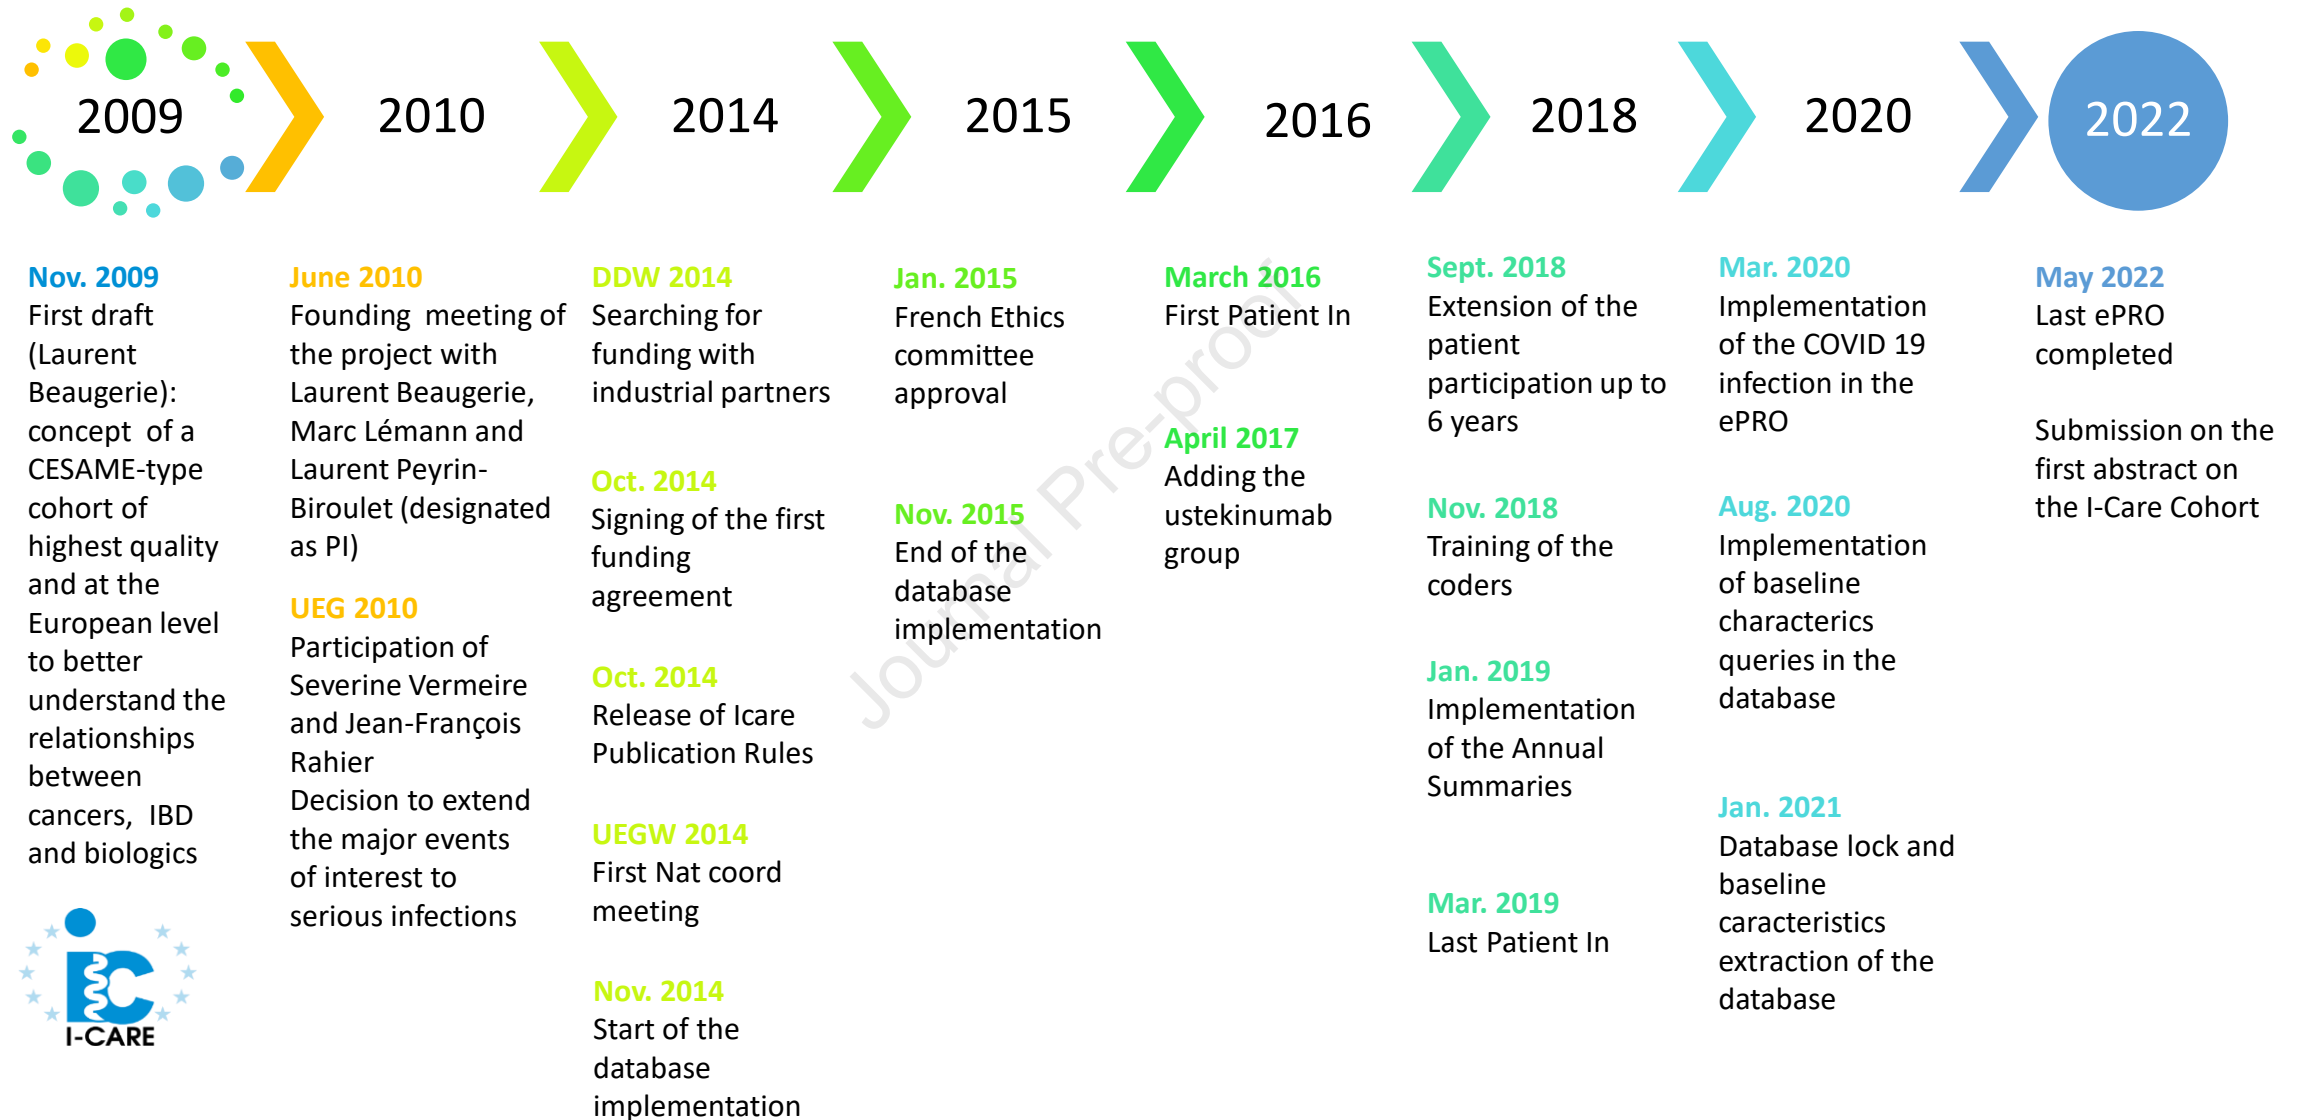 2009
2010
2014
2015
2016
2018
2020
2022
Nov. 2009
First draft
(Laurent
Beaugerie):
concept of a
CESAME-type
cohort of
highest quality
and at the
European level
to better
understand the
relationships
between
cancers, IBD
and biologics
I-CARE
June 2010
Founding meeting of
the project with
Laurent Beaugerie,
Marc Lémann and
Laurent Peyrin-
Biroulet (designated
as PI)
UEG 2010
Participation of
Severine Vermeire
and Jean-François
Rahier
Decision to extend
the major events
of interest to
serious infections
DDW 2014
Searching for
funding with
industrial partners
Oct. 2014
Signing of the first
funding
agreement
Oct. 2014
Release of Icare
Publication Rules
UEGW 2014
First Nat coord
meeting
Nov. 2014
Start of the
database
implementation
Jan. 2015
French Ethics
committee
approval
Nov. 2015
End of the
database
implementation
March 2016
First Patient In
April 2017
Adding the
ustekinumab
group
Sept. 2018
Extension of the
patient
participation up to
6 years
Nov. 2018
Training of the
coders
Jan. 2019
Implementation
of the Annual
Summaries
Mar. 2019
Last Patient In
Mar. 2020
Implementation
of the COVID 19
infection in the
ePRO
Aug. 2020
Implementation
of baseline
characterics
queries in the
database
Jan. 2021
Database lock and
baseline
caracteristics
extraction of the
database
May 2022
Last ePRO
completed
Submission on the
first abstract on
the I-Care Cohort
Journal Pre-proof